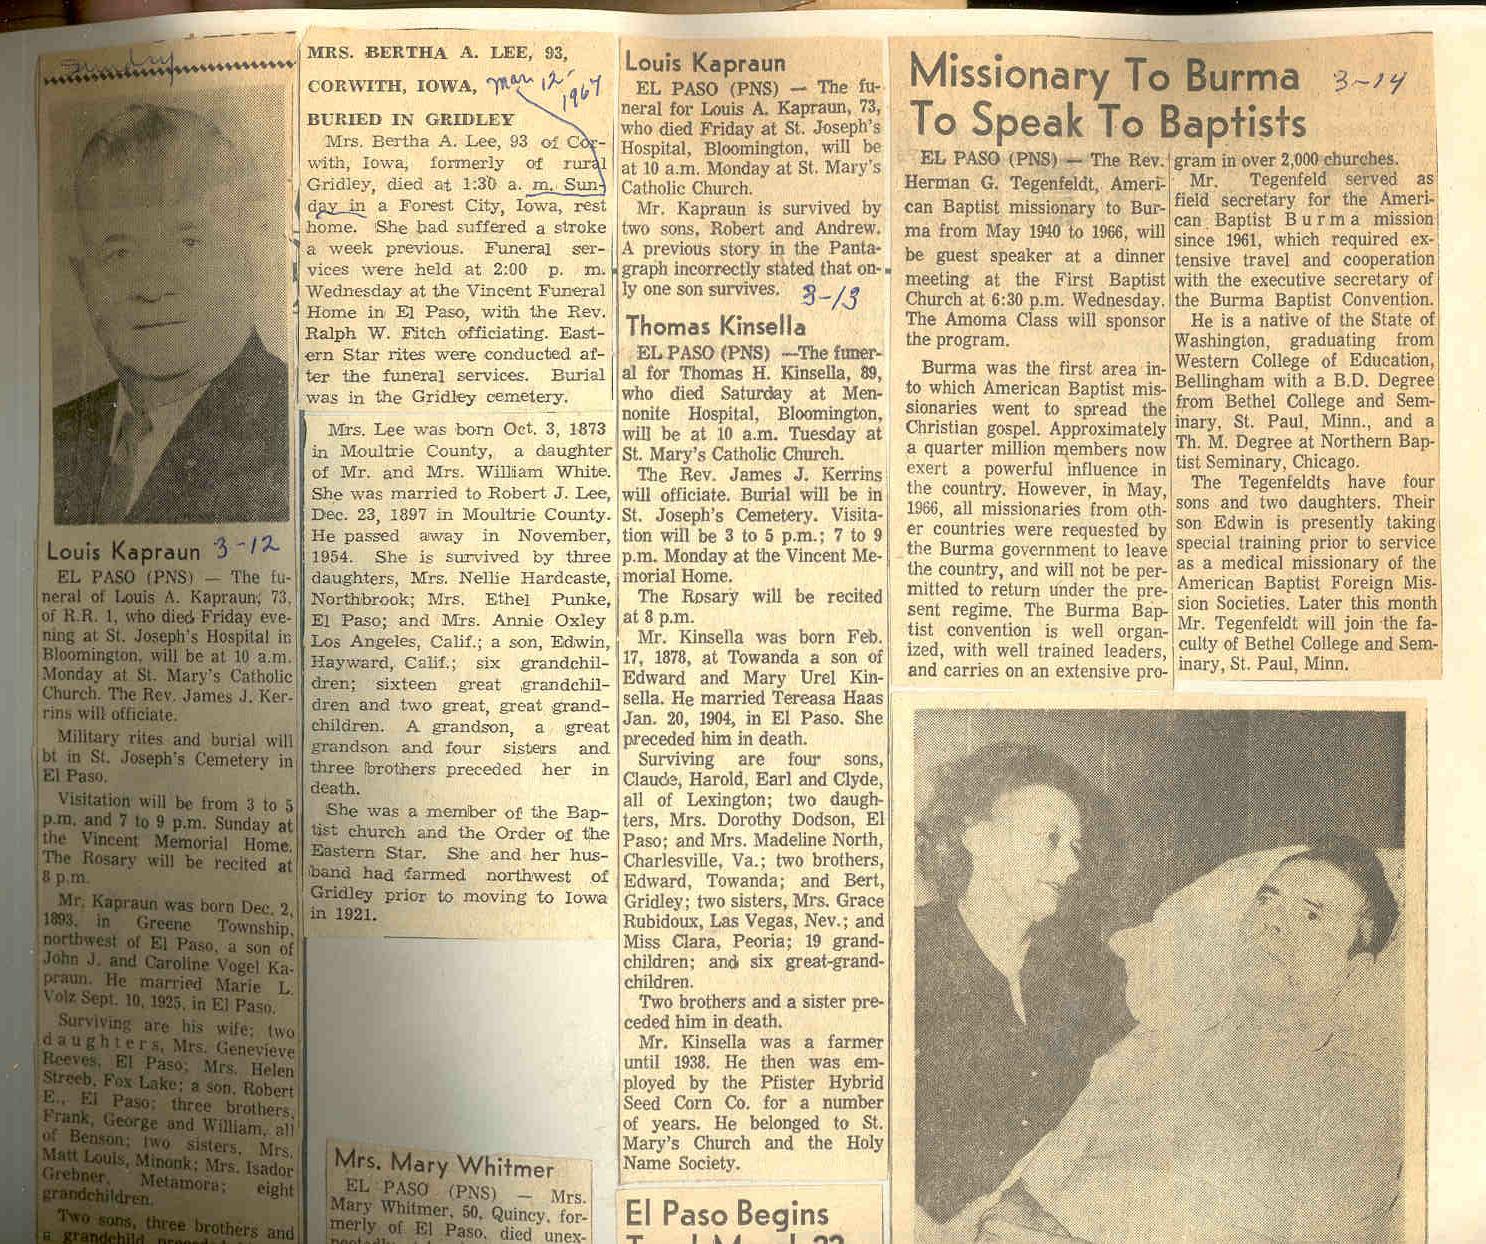 Sunday
Louis Kapraun 3-12
EL PASO (PNS) — The fu-
neral of Louis A. Kapraun, 73,
of R.R. 1, who died Friday eve-
ning at St. Joseph's Hospital in
Bloomington, will be at 10 a.m.
Monday at St. Mary's Catholic
Church. The Rev. James J. Ker-
rins will officiate.
Military rites and burial will
bt in St. Joseph's Cemetery in
El Paso.
Visitation will be from 3 to 5
p.m. and 7 to 9 p.m. Sunday at
the Vincent Memorial Home.
The Rosary will be recited at
8 p.m.
Mr. Kapraun was born Dec. 2,
1893, in Greene Township,
northwest of El Paso, a son of
John J. and Caroline Vogel Ka-
praun. He married Marie L.
Volz Sept. 10, 1925, in El Paso.
Surviving are his wife; two
daughters, Mrs. Genevieve
Reeves, El Paso; Mrs. Helen
Streeb, Fox Lake; a son, Robert
E., El Paso; three brothers,
Frank, George and William, all
of Benson; two sisters, Mrs.
Matt Louis, Minonk; Mrs. Isador
Grebner, Metamora; eight
grandchildren.
Two sons, three brothers and
a grandchild
MRS. BERTHA A. LEE, 93,
CORWITH, IOWA, Mar 12, 1967
BURIED IN GRIDLEY
Mrs. Bertha A. Lee, 93 of Cor-
with, Iowa, formerly of rural
Gridley, died at 1:30 a. m. Sun-
day in a Forest City, Iowa, rest
home. She had suffered a stroke
a week previous. Funeral ser-
vices were held at 2:00 p. m.
Wednesday at the Vincent Funeral
Home in El Paso, with the Rev.
Ralph W. Fitch officiating. East-
ern Star rites were conducted af-
ter the funeral services. Burial
was in the Gridley cemetery.
Mrs. Lee was born Oct. 3, 1873
in Moultrie County, a daughter
of Mr. and Mrs. William White.
She was married to Robert J. Lee,
Dec. 23, 1897 in Moultrie County.
He passed away in November,
1954. She is survived by three
daughters, Mrs. Nellie Hardcaste,
Northbrook; Mrs. Ethel Punke,
El Paso; and Mrs. Annie Oxley
Los Angeles, Calif.; a son, Edwin,
Hayward, Calif.; six grandchil-
dren; sixteen great grandchil-
dren and two great, great grand-
children. A grandson, a great
grandson and four sisters and
three brothers preceded her in
death.
She was a member of the Bap-
tist church and the Order of the
Eastern Star. She and her hus-
band had farmed northwest of
Gridley prior to moving to Iowa
in 1921.
Mrs. Mary Whitmer
EL PASO (PNS) — Mrs.
Mary Whitmer, 50, Quincy, for-
merly of El Paso, died unex-
Louis Kapraun
EL PASO (PNS) — The fu-
neral for Louis A. Kapraun, 73,
who died Friday at St. Joseph's
Hospital, Bloomington, will be
at 10 a.m. Monday at St. Mary's
Catholic Church.
Mr. Kapraun is survived by
two sons, Robert and Andrew.
A previous story in the Panta-
graph incorrectly stated that on-
ly one son survives. 3-13
Thomas Kinsella
EL PASO (PNS) —The funer-
al for Thomas H. Kinsella, 89,
who died Saturday at Men-
nonite Hospital, Bloomington,
will be at 10 a.m. Tuesday at
St. Mary's Catholic Church.
The Rev. James J. Kerrins
will officiate. Burial will be in
St. Joseph's Cemetery. Visita-
tion will be 3 to 5 p.m.; 7 to 9
p.m. Monday at the Vincent Me-
morial Home.
The Rosary will be recited
at 8 p.m.
Mr. Kinsella was born Feb.
17, 1878, at Towanda a son of
Edward and Mary Urel Kin-
sella. He married Tereasa Haas
Jan. 20, 1904, in El Paso. She
preceded him in death.
Surviving are four sons,
Claude, Harold, Earl and Clyde,
all of Lexington; two daugh-
ters, Mrs. Dorothy Dodson, El
Paso; and Mrs. Madeline North,
Charlesville, Va.; two brothers,
Edward, Towanda; and Bert,
Gridley; two sisters, Mrs. Grace
Rubidoux, Las Vegas, Nev.; and
Miss Clara, Peoria; 19 grand-
children; and six great-grand-
children.
Two brothers and a sister pre-
ceded him in death.
Mr. Kinsella was a farmer
until 1938. He then was em-
ployed by the Pfister Hybrid
Seed Corn Co. for a number
of years. He belonged to St.
Mary's Church and the Holy
Name Society.
El Paso Begins
Missionary To Burma 3-14
To Speak To Baptists
EL PASO (PNS) — The Rev.
Herman G. Tegenfeldt, Ameri-
can Baptist missionary to Bur-
ma from May 1940 to 1966, will
be guest speaker at a dinner
meeting at the First Baptist
Church at 6:30 p.m. Wednesday.
The Amoma Class will sponsor
the program.
Burma was the first area in-
to which American Baptist mis-
sionaries went to spread the
Christian gospel. Approximately
a quarter million members now
exert a powerful influence in
the country. However, in May,
1966, all missionaries from oth-
er countries were requested by
the Burma government to leave
the country, and will not be per-
mitted to return under the pre-
sent regime. The Burma Bap-
tist convention is well organ-
ized, with well trained leaders,
and carries on an extensive pro-
gram in over 2,000 churches.
Mr. Tegenfeld served as
field secretary for the Ameri-
can Baptist Burma mission
since 1961, which required ex-
tensive travel and cooperation
with the executive secretary of
the Burma Baptist Convention.
He is a native of the State of
Washington, graduating from
Western College of Education,
Bellingham with a B.D. Degree
from Bethel College and Sem-
inary, St. Paul, Minn., and a
Th. M. Degree at Northern Bap-
tist Seminary, Chicago.
The Tegenfeldts have four
sons and two daughters. Their
son Edwin is presently taking
special training prior to service
as a medical missionary of the
American Baptist Foreign Mis-
sion Societies. Later this month
Mr. Tegenfeldt will join the fa-
culty of Bethel College and Sem-
inary, St. Paul, Minn.